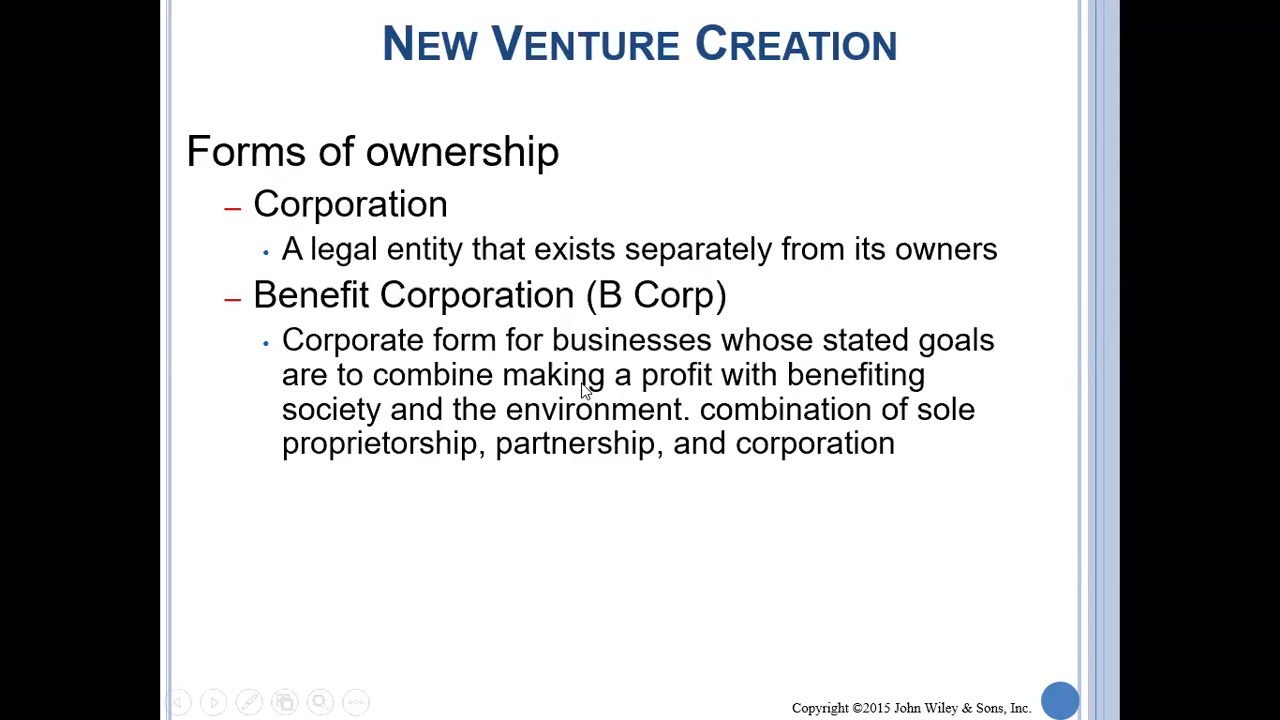 NEW VENTURE CREATION
Forms of ownership
– Corporation
• A legal entity that exists separately from its owners
– Benefit Corporation (B Corp)
• Corporate form for businesses whose stated goals
are to combine making a profit with benefiting
society and the environment. combination of sole
proprietorship, partnership, and corporation
Copyright ©2015 John Wiley & Sons, Inc.